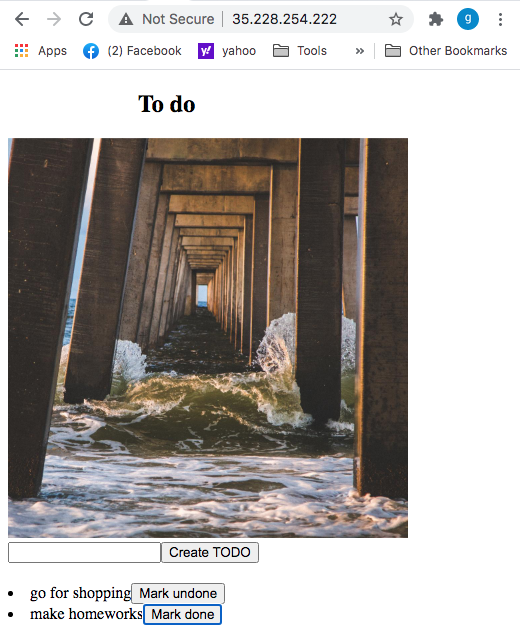 Not Secure 35.228.254.222 g
Apps (2) Facebook y! yahoo Tools » Other Bookmarks
To do
Create TODO
go for shopping Mark undone
make homeworks Mark done